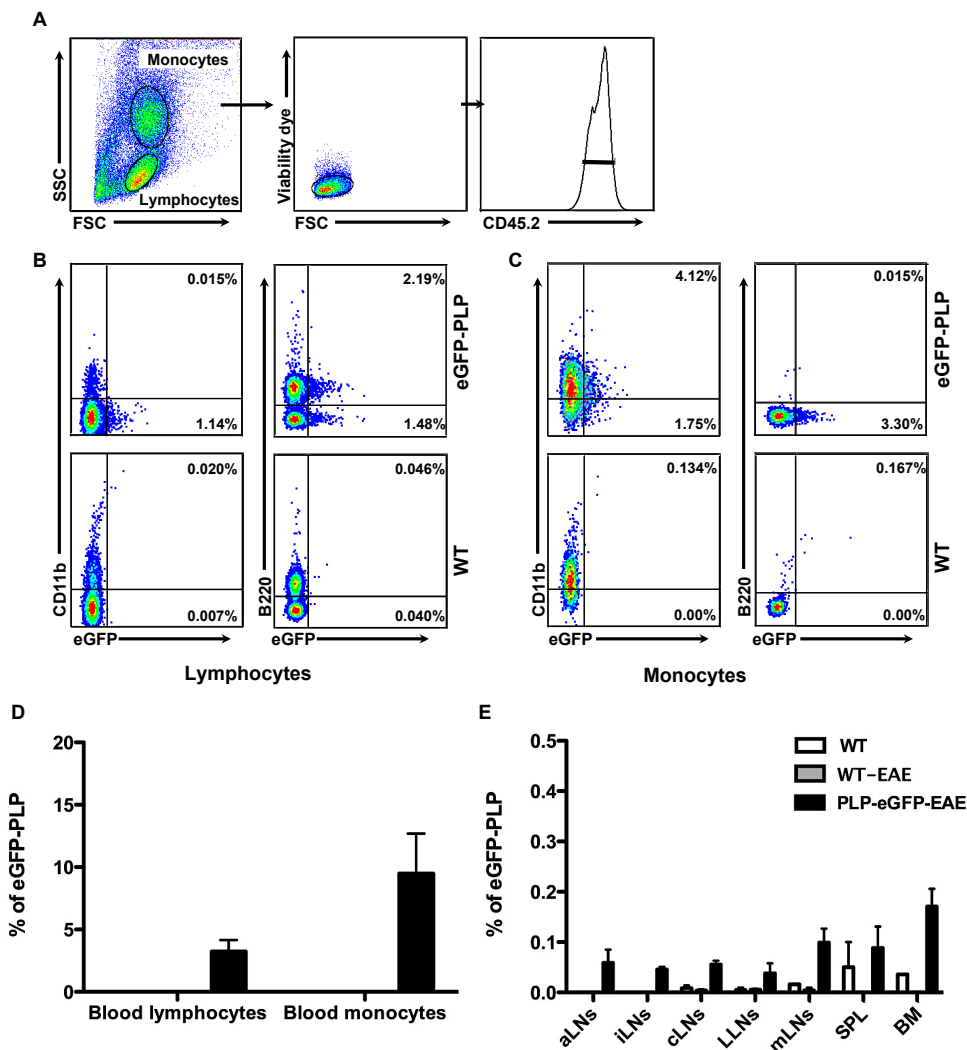 A
Monocytes
Lymphocytes
SSC
FSC
Viability dye
FSC
CD45.2
B
0.015%
1.14%
CD11b
2.19%
1.48%
B220
eGFP-PLP
0.020%
0.007%
eGFP
0.046%
0.040%
eGFP
WT
Lymphocytes
C
4.12%
1.75%
CD11b
0.015%
3.30%
B220
eGFP-PLP
0.134%
0.00%
eGFP
0.167%
0.00%
eGFP
WT
Monocytes
D
% of eGFP-PLP
20
15
10
5
0
Blood lymphocytes
Blood monocytes
E
% of eGFP-PLP
0.5
0.4
0.3
0.2
0.1
0.0
WT
WT-EAE
PLP-eGFP-EAE
aLNs
iLNs
cLNs
LLNs
mLNs
SPL
BM